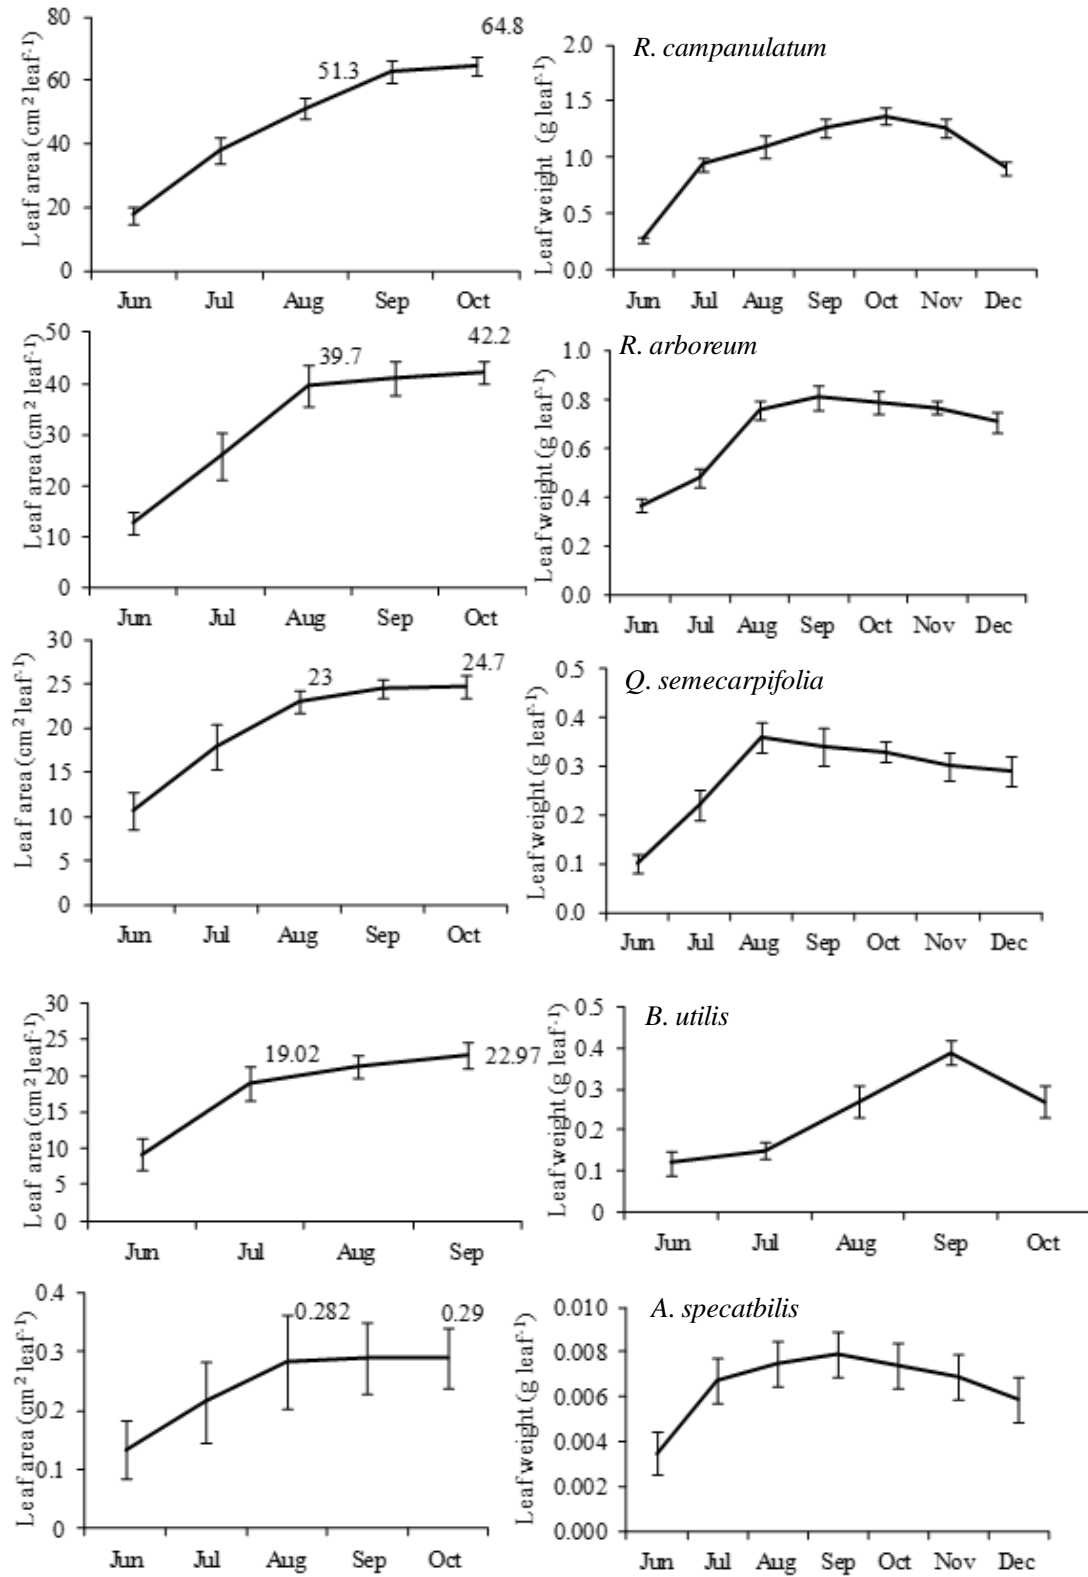 80
60
40
20
0
Leaf area (cm² leaf⁻¹)
51.3
64.8
Jun Jul Aug Sep Oct
R. campanulatum
2.0
1.5
1.0
0.5
0.0
Leaf weight (g leaf⁻¹)
Jun Jul Aug Sep Oct Nov Dec
50
40
30
20
10
0
Leaf area (cm² leaf⁻¹)
39.7
42.2
Jun Jul Aug Sep Oct
R. arboreum
1.0
0.8
0.6
0.4
0.2
0.0
Leaf weight (g leaf⁻¹)
Jun Jul Aug Sep Oct Nov Dec
30
25
20
15
10
5
0
Leaf area (cm² leaf⁻¹)
23
24.7
Jun Jul Aug Sep Oct
Q. semecarpifolia
0.5
0.4
0.3
0.2
0.1
0.0
Leaf weight (g leaf⁻¹)
Jun Jul Aug Sep Oct Nov Dec
30
25
20
15
10
5
0
Leaf area (cm² leaf⁻¹)
19.02
22.97
Jun Jul Aug Sep
B. utilis
0.5
0.4
0.3
0.2
0.1
0
Leaf weight (g leaf⁻¹)
Jun Jul Aug Sep Oct
0.4
0.3
0.2
0.1
0
Leaf area (cm² leaf⁻¹)
0.282
0.29
Jun Jul Aug Sep Oct
A. specatbilis
0.010
0.008
0.006
0.004
0.002
0.000
Leaf weight (g leaf⁻¹)
Jun Jul Aug Sep Oct Nov Dec